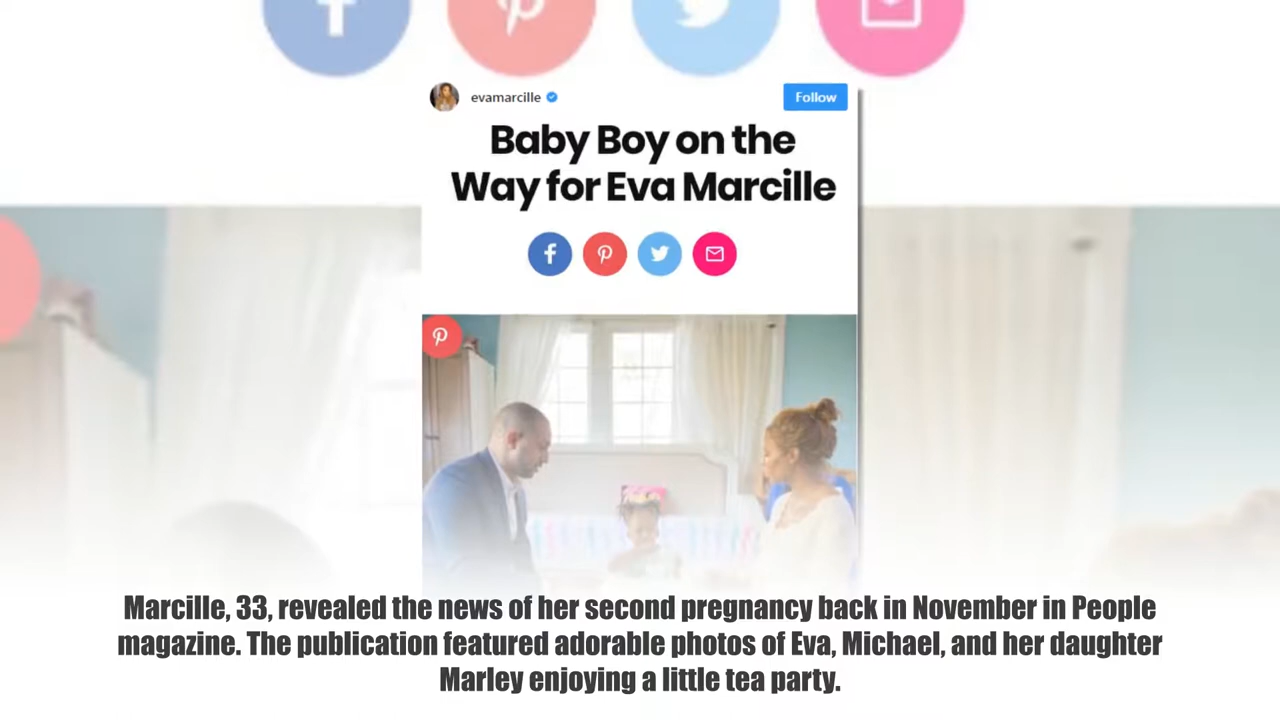 evamarcille
Follow
Baby Boy on the
Way for Eva Marcille
Marcille, 33, revealed the news of her second pregnancy back in November in People
magazine. The publication featured adorable photos of Eva, Michael, and her daughter
Marley enjoying a little tea party.